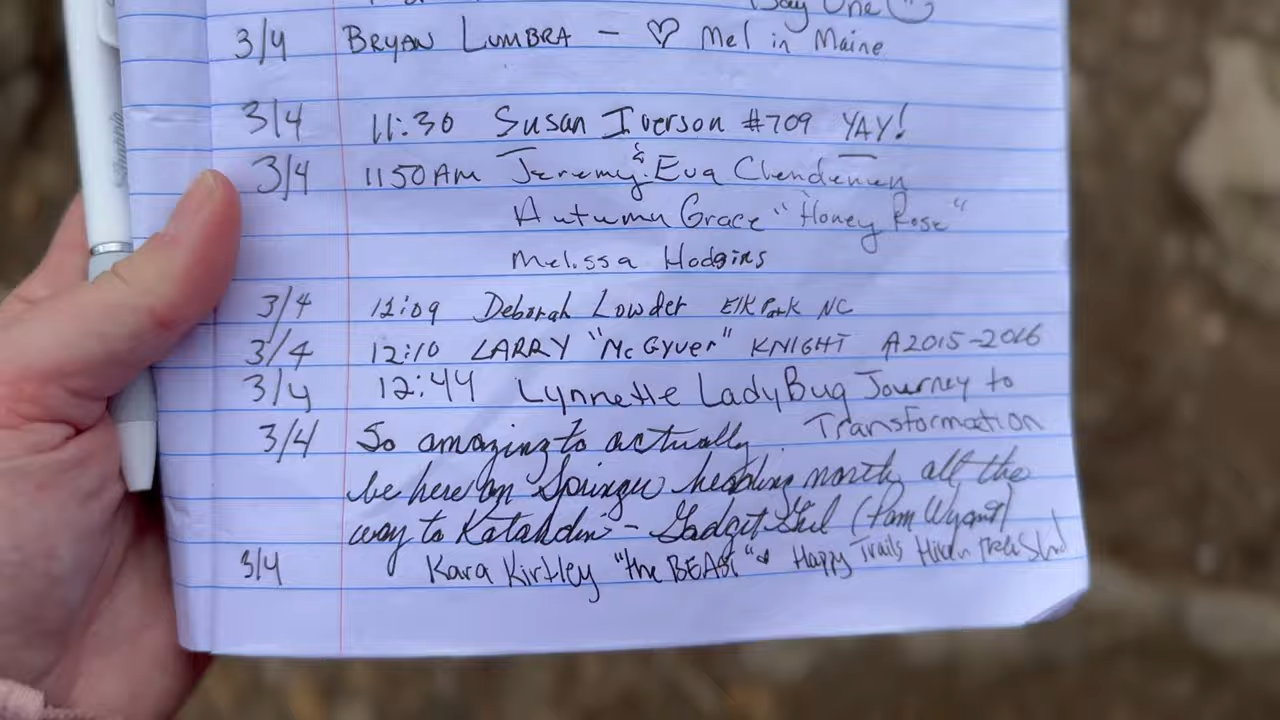 Day One
3/4 BRYAN LUMBRA - ♡ Mel in Maine
3/4 11:30 Susan Iverson #709 YAY!
3/4 1150 AM Jeremy & Eva Clendenen
Autumn Grace "Honey Rose"
Melissa Hodgins
3/4 12:09 Deborah Lowder Elk Park NC
3/4 12:10 LARRY "McGyver" KNIGHT A2015-2016
3/4 12:44 Lynnette LadyBug Journey to
Transformation
3/4 So amazing to actually
be here on Springer heading north, all the
way to Katahdin - Gadget Girl (Pam Wyant)
3/4 Kara Kirtley "the BEAST" Happy Trails